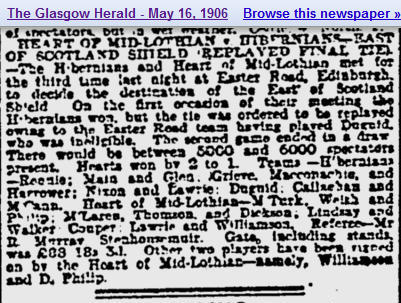 The Glasgow Herald - May 16, 1906 Browse this newspaper »
of spectators, but
HEART OF MID-LOTHIAN v. HIBERNIANS—EAST
OF SCOTLAND SHIELD (REPLAYED FINAL TIE).
—The Hibernians and Heart of Mid-Lothian met for
the third time last night at Easter Road, Edinburgh,
to decide the destination of the East of Scotland
Shield. On the first occasion of their meeting the
Hibernians won, but the tie was ordered to be replayed
owing to the Easter Road team having played Dugnid,
who was ineligible. The second game ended in a draw
There would be between 5000 and 6000 spectators
present. Hearts won by 2 to 1. Teams—Hibernians
—Rennie; Main and Glen; Grieve, Macconachie, and
Harrower; Nixon and Lawrie; Dugnid; Callaghan and
M'Cann. Heart of Mid-Lothian—M'Turk, Welsh and
Philip; M'Laren, Thomson, and Dickson; Lindsay and
Walker; Couper; Lawrie and Williamson. Referee—Mr
D. Murray Stenhousemuir. Gate, including stands,
was £88 18s 3d. Other two players have been signed
on by the Heart of Mid-Lothian—namely, Williamson
and D. Philip.